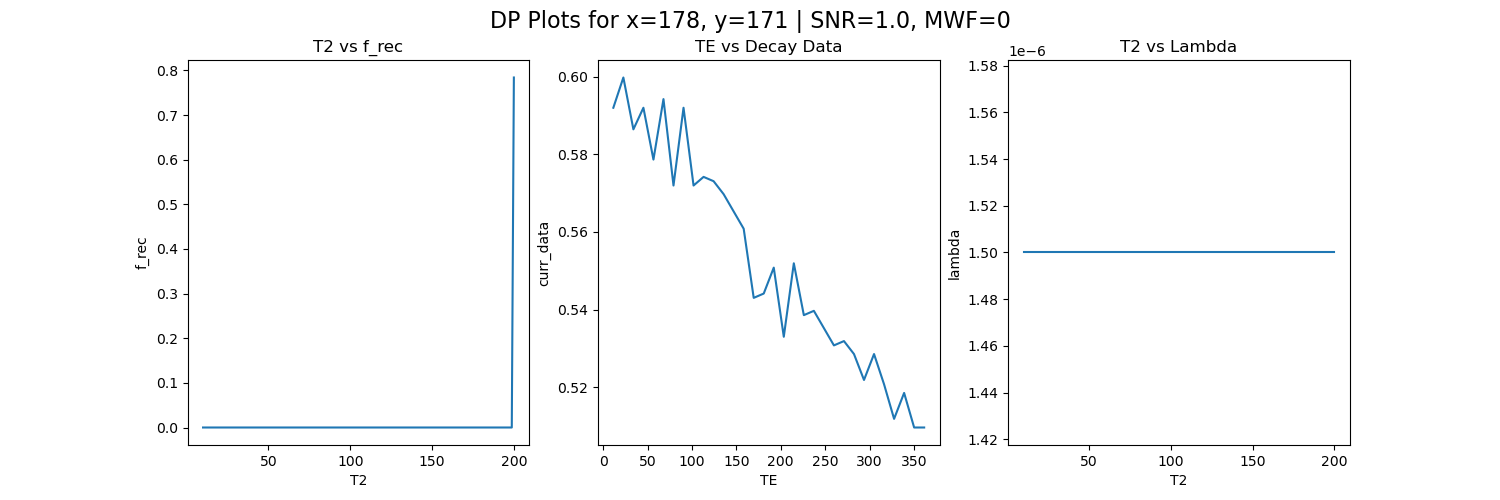 DP Plots for x=178, y=171 | SNR=1.0, MWF=0
T2 vs f_rec
0.8
0.7
0.6
0.5
0.4
0.3
0.2
0.1
0.0
f_rec
50 100 150 200
T2
TE vs Decay Data
0.60
0.58
0.56
0.54
0.52
curr_data
0 50 100 150 200 250 300 350
TE
T2 vs Lambda
1e−6
1.58
1.56
1.54
1.52
1.50
1.48
1.46
1.44
1.42
lambda
50 100 150 200
T2